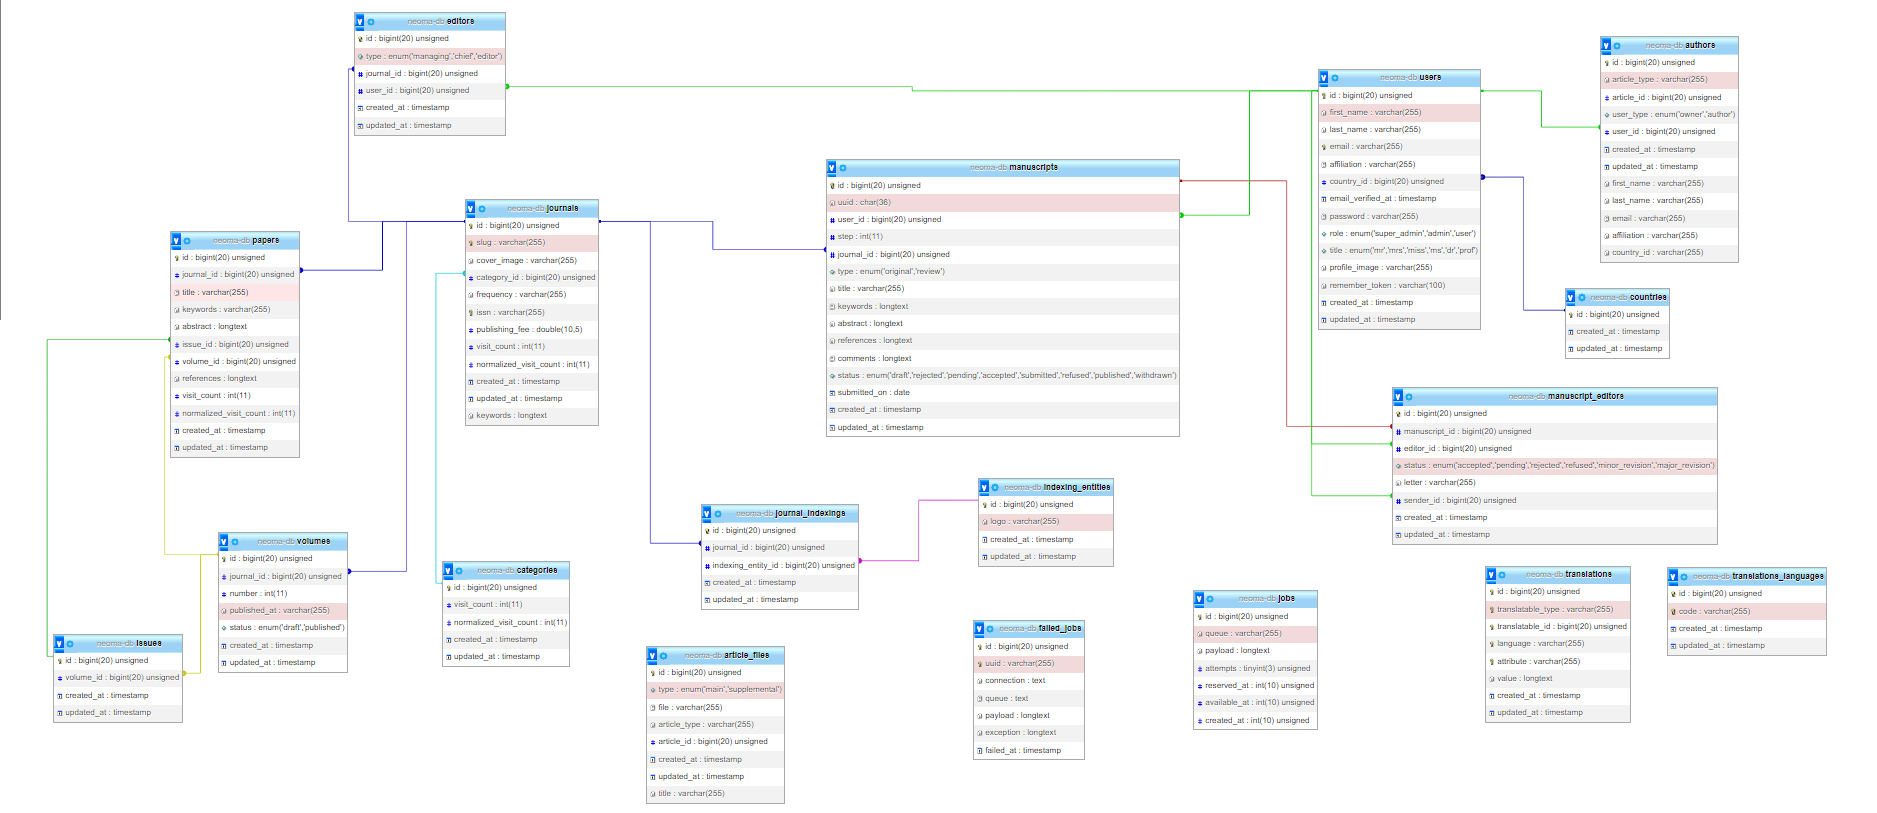 neoma-db editors
id : bigint(20) unsigned
type : enum('managing','chief','editor')
journal_id : bigint(20) unsigned
user_id : bigint(20) unsigned
created_at : timestamp
updated_at : timestamp
neoma-db authors
id : bigint(20) unsigned
article_type : varchar(255)
article_id : bigint(20) unsigned
user_type : enum('owner','author')
user_id : bigint(20) unsigned
created_at : timestamp
updated_at : timestamp
first_name : varchar(255)
last_name : varchar(255)
email : varchar(255)
affiliation : varchar(255)
country_id : varchar(255)
neoma-db users
id : bigint(20) unsigned
first_name : varchar(255)
last_name : varchar(255)
email : varchar(255)
affiliation : varchar(255)
country_id : bigint(20) unsigned
email_verified_at : timestamp
password : varchar(255)
role : enum('super_admin','admin','user')
title : enum('mr','mrs','miss','ms','dr','prof')
profile_image : varchar(255)
remember_token : varchar(100)
created_at : timestamp
updated_at : timestamp
neoma-db manuscripts
id : bigint(20) unsigned
uuid : char(36)
user_id : bigint(20) unsigned
step : int(11)
journal_id : bigint(20) unsigned
type : enum('original','review')
title : varchar(255)
keywords : longtext
abstract : longtext
references : longtext
comments : longtext
status : enum('draft','rejected','pending','accepted','submitted','refused','published','withdrawn')
submitted_on : date
created_at : timestamp
updated_at : timestamp
neoma-db journals
id : bigint(20) unsigned
slug : varchar(255)
cover_image : varchar(255)
category_id : bigint(20) unsigned
frequency : varchar(255)
issn : varchar(255)
publishing_fee : double(10,5)
visit_count : int(11)
normalized_visit_count : int(11)
created_at : timestamp
updated_at : timestamp
keywords : longtext
neoma-db papers
id : bigint(20) unsigned
journal_id : bigint(20) unsigned
title : varchar(255)
keywords : varchar(255)
abstract : longtext
issue_id : bigint(20) unsigned
volume_id : bigint(20) unsigned
references : longtext
visit_count : int(11)
normalized_visit_count : int(11)
created_at : timestamp
updated_at : timestamp
neoma-db countries
id : bigint(20) unsigned
created_at : timestamp
updated_at : timestamp
neoma-db manuscript_editors
id : bigint(20) unsigned
manuscript_id : bigint(20) unsigned
editor_id : bigint(20) unsigned
status : enum('accepted','pending','rejected','refused','minor_revision','major_revision')
letter : varchar(255)
sender_id : bigint(20) unsigned
created_at : timestamp
updated_at : timestamp
neoma-db indexing_entities
id : bigint(20) unsigned
logo : varchar(255)
created_at : timestamp
updated_at : timestamp
neoma-db journal_indexings
id : bigint(20) unsigned
journal_id : bigint(20) unsigned
indexing_entity_id : bigint(20) unsigned
created_at : timestamp
updated_at : timestamp
neoma-db volumes
id : bigint(20) unsigned
journal_id : bigint(20) unsigned
number : int(11)
published_at : varchar(255)
status : enum('draft','published')
created_at : timestamp
updated_at : timestamp
neoma-db categories
id : bigint(20) unsigned
visit_count : int(11)
normalized_visit_count : int(11)
created_at : timestamp
updated_at : timestamp
neoma-db translations
id : bigint(20) unsigned
translatable_type : varchar(255)
translatable_id : bigint(20) unsigned
language : varchar(255)
attribute : varchar(255)
value : longtext
created_at : timestamp
updated_at : timestamp
neoma-db translations_languages
id : bigint(20) unsigned
code : varchar(255)
created_at : timestamp
updated_at : timestamp
neoma-db jobs
id : bigint(20) unsigned
queue : varchar(255)
payload : longtext
attempts : tinyint(3) unsigned
reserved_at : int(10) unsigned
available_at : int(10) unsigned
created_at : int(10) unsigned
neoma-db failed_jobs
id : bigint(20) unsigned
uuid : varchar(255)
connection : text
queue : text
payload : longtext
exception : longtext
failed_at : timestamp
neoma-db issues
id : bigint(20) unsigned
volume_id : bigint(20) unsigned
created_at : timestamp
updated_at : timestamp
neoma-db article_files
id : bigint(20) unsigned
type : enum('main','supplemental')
file : varchar(255)
article_type : varchar(255)
article_id : bigint(20) unsigned
created_at : timestamp
updated_at : timestamp
title : varchar(255)